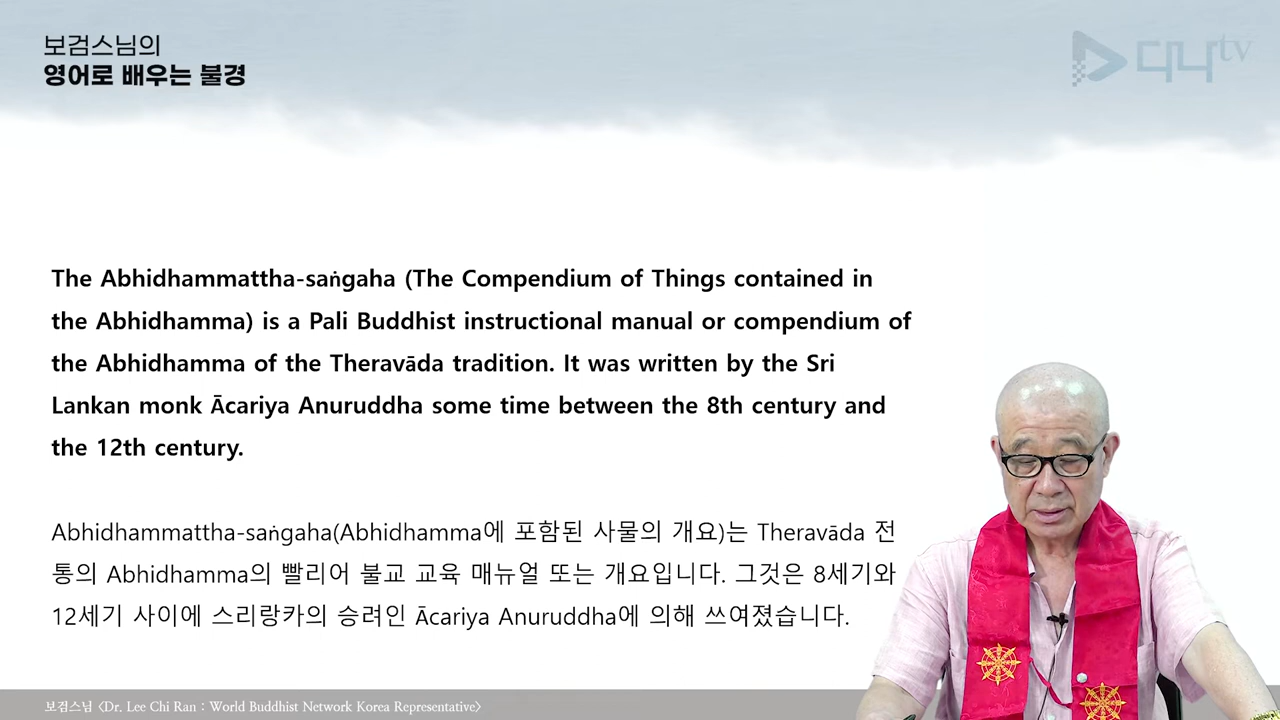 보검스님의
영어로 배우는 불경
디나tv
The Abhidhammattha-saṅgaha (The Compendium of Things contained in
the Abhidhamma) is a Pali Buddhist instructional manual or compendium of
the Abhidhamma of the Theravāda tradition. It was written by the Sri
Lankan monk Ācariya Anuruddha some time between the 8th century and
the 12th century.
Abhidhammattha-saṅgaha(Abhidhamma에 포함된 사물의 개요)는 Theravāda 전
통의 Abhidhamma의 빨리어 불교 교육 매뉴얼 또는 개요입니다. 그것은 8세기와
12세기 사이에 스리랑카의 승려인 Ācariya Anuruddha에 의해 쓰여졌습니다.
보검스님 <Dr. Lee Chi Ran : World Buddhist Network Korea Representative>